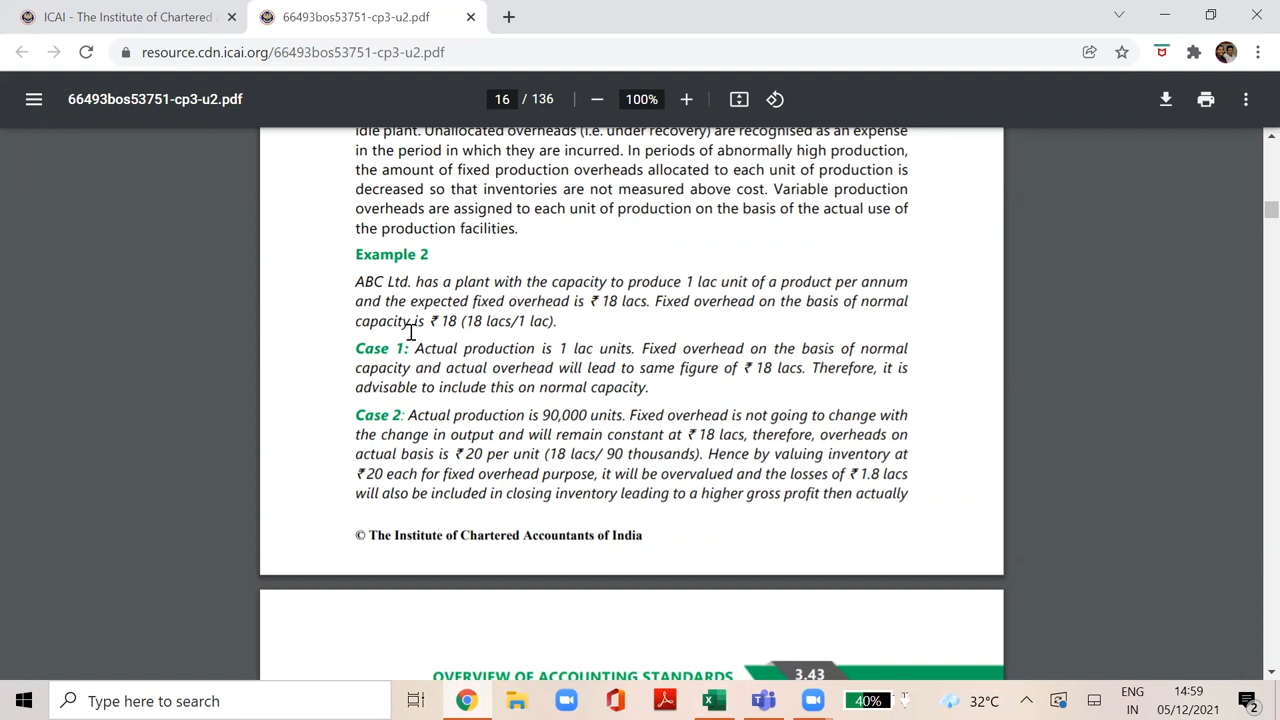 ICAI - The Institute of Chartered
66493bos53751-cp3-u2.pdf
resource.cdn.icai.org/66493bos53751-cp3-u2.pdf
66493bos53751-cp3-u2.pdf
16 / 136
100%
idle plant. Unallocated overheads (i.e. under recovery) are recognised as an expense
in the period in which they are incurred. In periods of abnormally high production,
the amount of fixed production overheads allocated to each unit of production is
decreased so that inventories are not measured above cost. Variable production
overheads are assigned to each unit of production on the basis of the actual use of
the production facilities.
Example 2
ABC Ltd. has a plant with the capacity to produce 1 lac unit of a product per annum
and the expected fixed overhead is ₹ 18 lacs. Fixed overhead on the basis of normal
capacity is ₹ 18 (18 lacs/1 lac).
Case 1: Actual production is 1 lac units. Fixed overhead on the basis of normal
capacity and actual overhead will lead to same figure of ₹ 18 lacs. Therefore, it is
advisable to include this on normal capacity.
Case 2: Actual production is 90,000 units. Fixed overhead is not going to change with
the change in output and will remain constant at ₹ 18 lacs, therefore, overheads on
actual basis is ₹ 20 per unit (18 lacs/ 90 thousands). Hence by valuing inventory at
₹ 20 each for fixed overhead purpose, it will be overvalued and the losses of ₹ 1.8 lacs
will also be included in closing inventory leading to a higher gross profit then actually
© The Institute of Chartered Accountants of India
OVERVIEW OF ACCOUNTING STANDARDS
3.43
Type here to search
40%
32°C
ENG
IN
14:59
05/12/2021
2